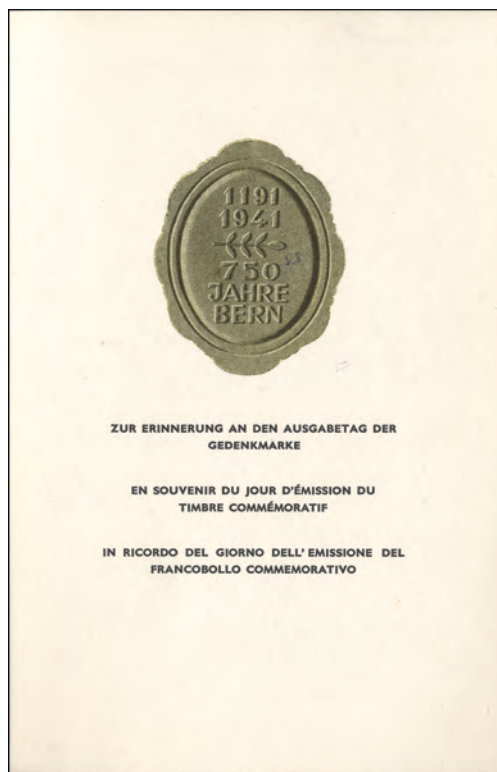 1191
1941
750
JAHRE
BERN
ZUR ERINNERUNG AN DEN AUSGABETAG DER
GEDENKMARKE
EN SOUVENIR DU JOUR D'ÉMISSION DU
TIMBRE COMMÉMORATIF
IN RICORDO DEL GIORNO DELL' EMISSIONE DEL
FRANCOBOLLO COMMEMORATIVO